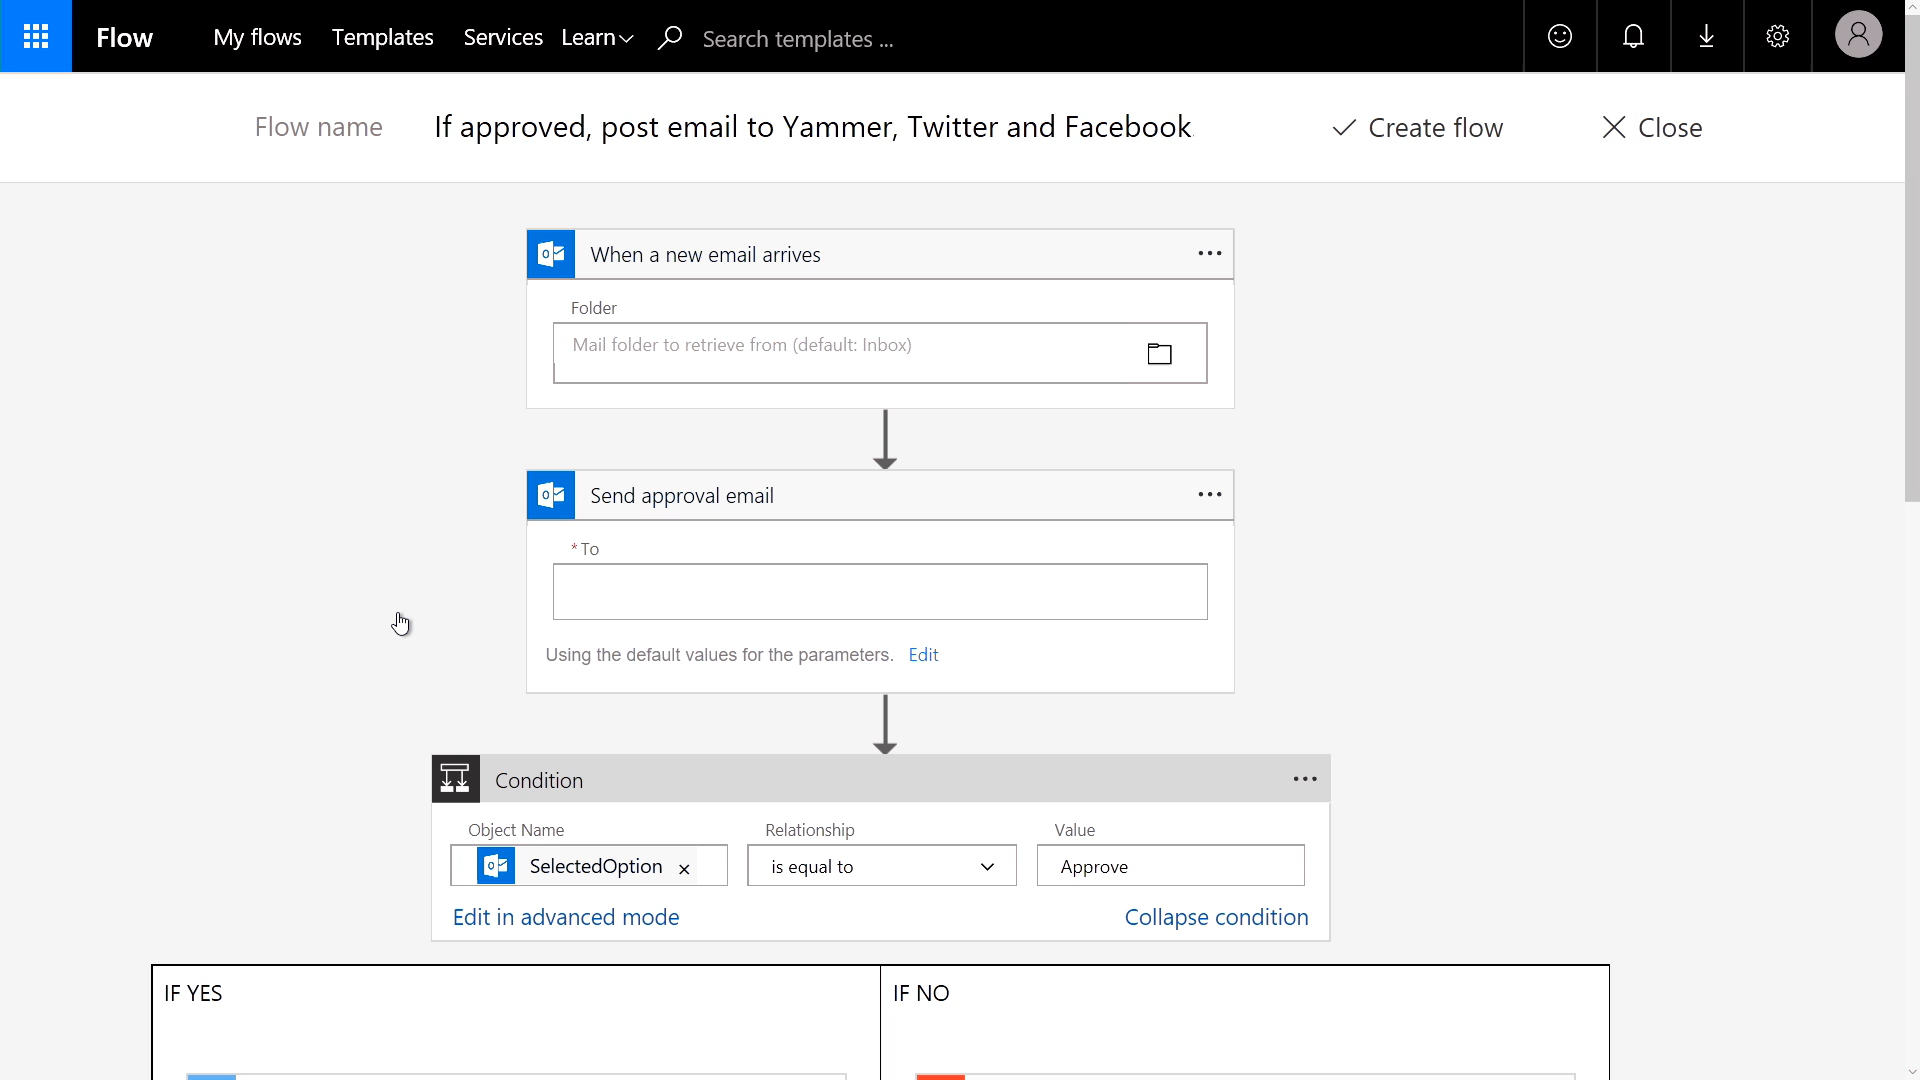 Flow My flows Templates Services Learn Search templates ...
Flow name If approved, post email to Yammer, Twitter and Facebook Create flow Close
When a new email arrives
Folder
Mail folder to retrieve from (default: Inbox)
Send approval email
* To
Using the default values for the parameters. Edit
Condition
Object Name Relationship Value
SelectedOption × is equal to Approve
Edit in advanced mode Collapse condition
IF YES IF NO